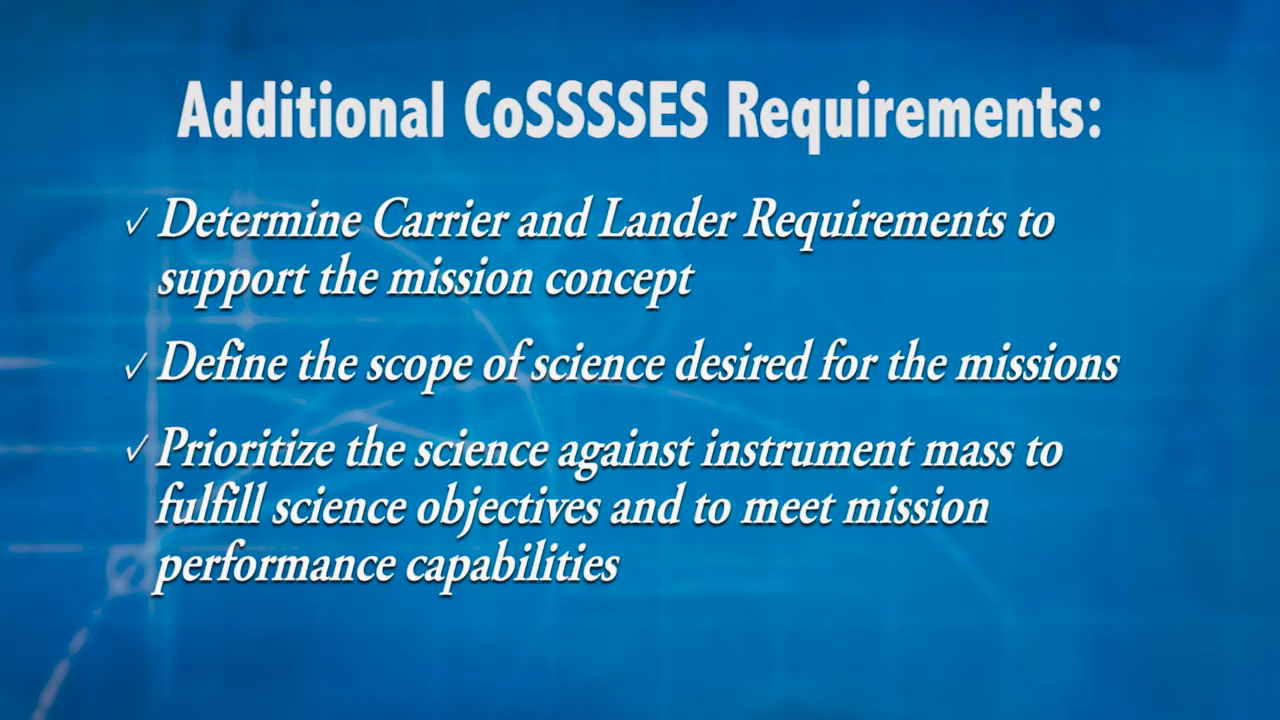 Additional CoSSSSES Requirements:
✓ Determine Carrier and Lander Requirements to
support the mission concept
✓ Define the scope of science desired for the missions
✓ Prioritize the science against instrument mass to
fulfill science objectives and to meet mission
performance capabilities